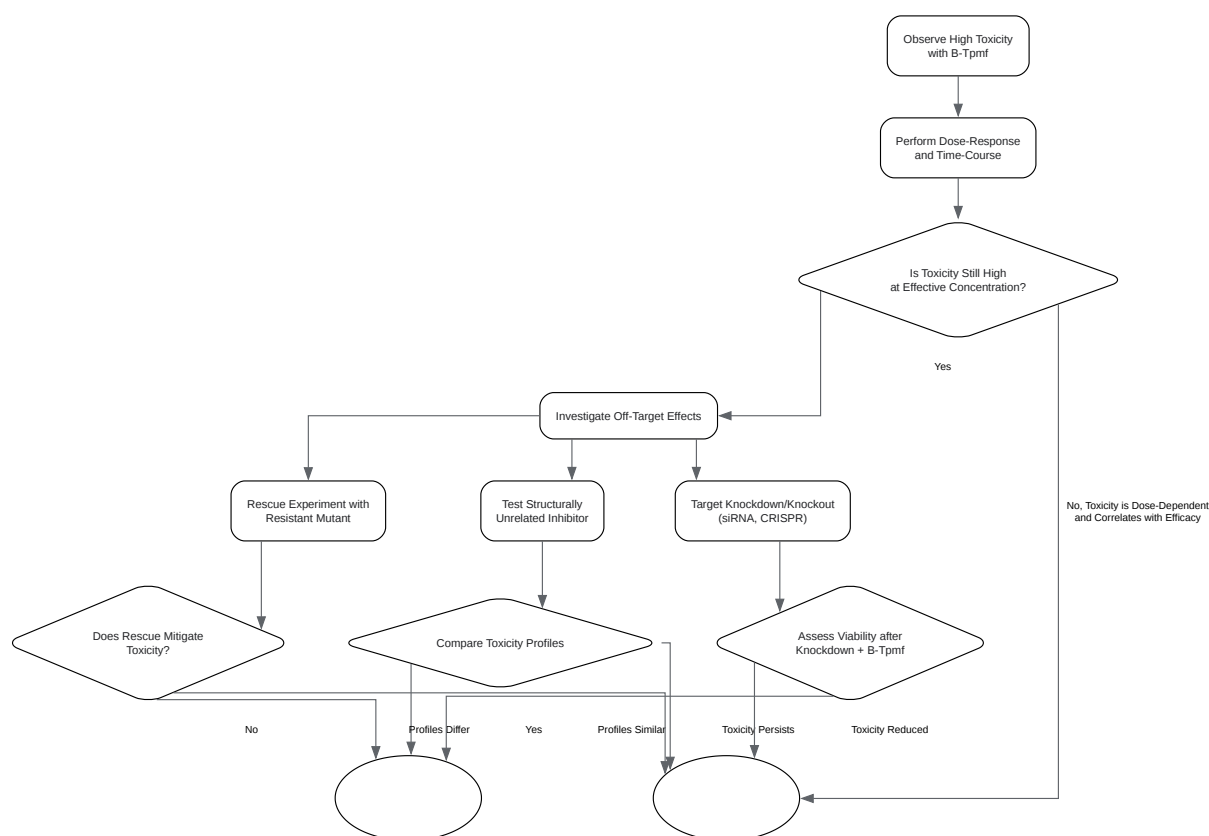 Observe High Toxicity
with B-Tpmf
Perform Dose-Response
and Time-Course
Is Toxicity Still High
at Effective Concentration?
Yes
Investigate Off-Target Effects
Rescue Experiment with
Resistant Mutant
Test Structurally
Unrelated Inhibitor
Target Knockdown/Knockout
(siRNA, CRISPR)
No, Toxicity is Dose-Dependent
and Correlates with Efficacy
Does Rescue Mitigate
Toxicity?
Compare Toxicity Profiles
Assess Viability after
Knockdown + B-Tpmf
No
Profiles Differ
Yes
Profiles Similar
Toxicity Persists
Toxicity Reduced